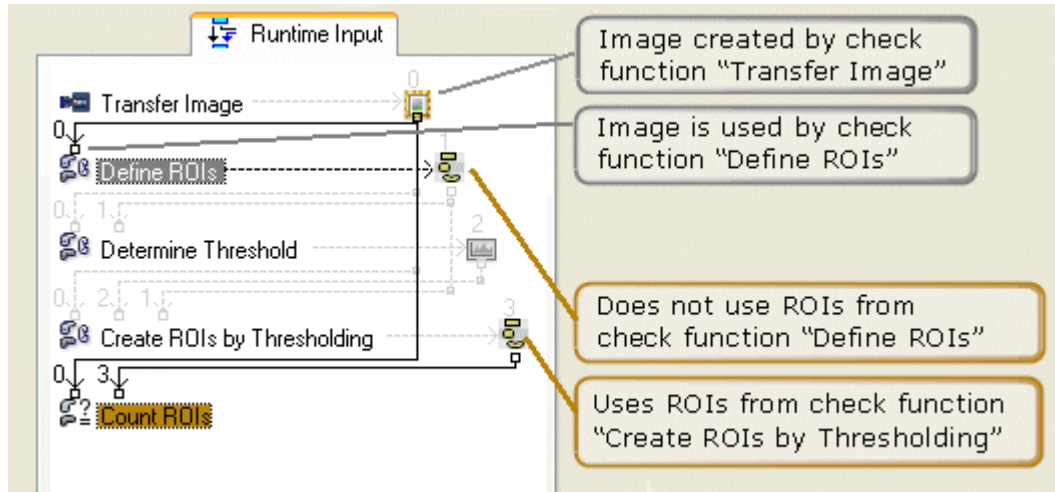 Runtime Input
Image created by check
function “Transfer Image”
0
Transfer Image
0
Image is used by check
function “Define ROIs”
1
Define ROIs
0 1
2
Determine Threshold
0 2 1
Does not use ROIs from
check function “Define ROIs”
3
Create ROIs by Thresholding
0 3
Uses ROIs from check function
“Create ROIs by Thresholding”
Count ROIs